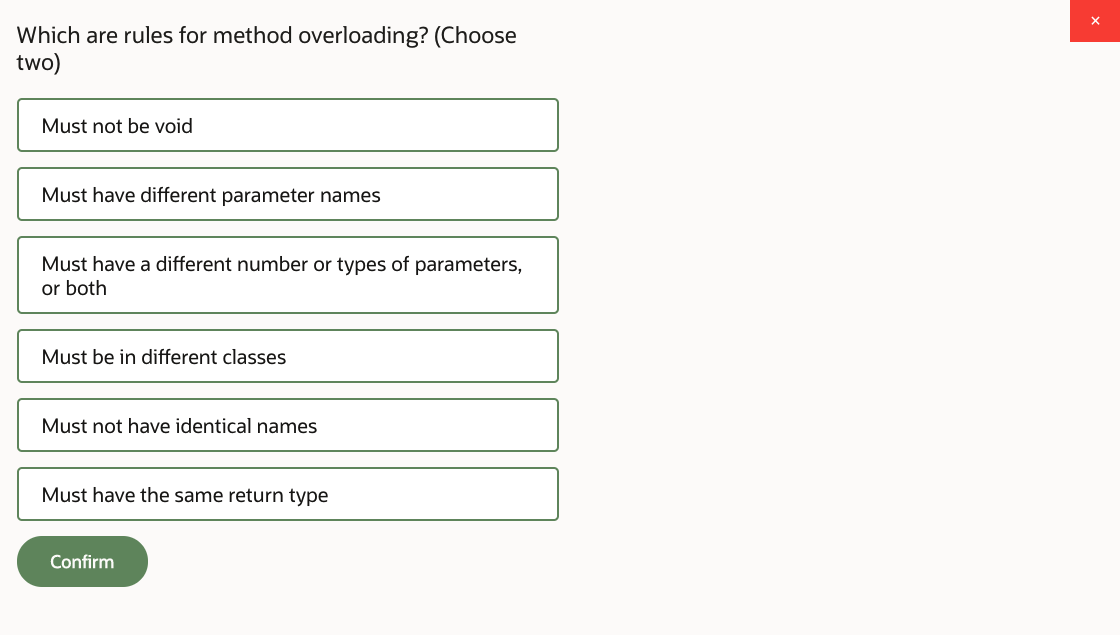 Which are rules for method overloading? (Choose
two)
×
Must not be void
Must have different parameter names
Must have a different number or types of parameters,
or both
Must be in different classes
Must not have identical names
Must have the same return type
Confirm